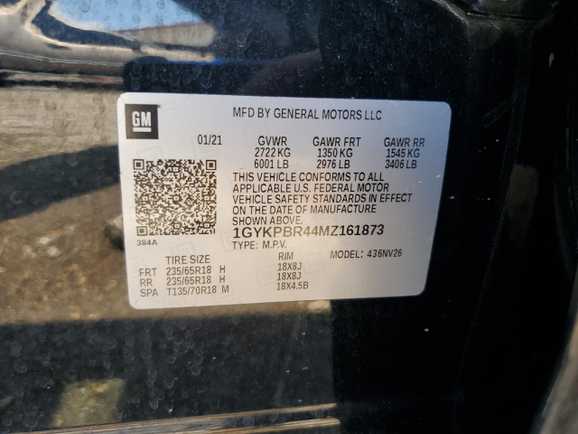 GM
MFD BY GENERAL MOTORS LLC
01/21 GVWR GAWR FRT GAWR RR
2722 KG 1350 KG 1545 KG
6001 LB 2976 LB 3406 LB
THIS VEHICLE CONFORMS TO ALL
APPLICABLE U.S. FEDERAL MOTOR
VEHICLE SAFETY STANDARDS IN EFFECT
ON THE DATE OF MANUFACTURE
SHOWN ABOVE.
1GYKPBR44MZ161873
384A
TYPE: M.P.V. MODEL: 436NV26
TIRE SIZE RIM
FRT 235/65R18 H 18X8J
RR 235/65R18 H 18X8J
SPA T135/70R18 M 18X4.5B